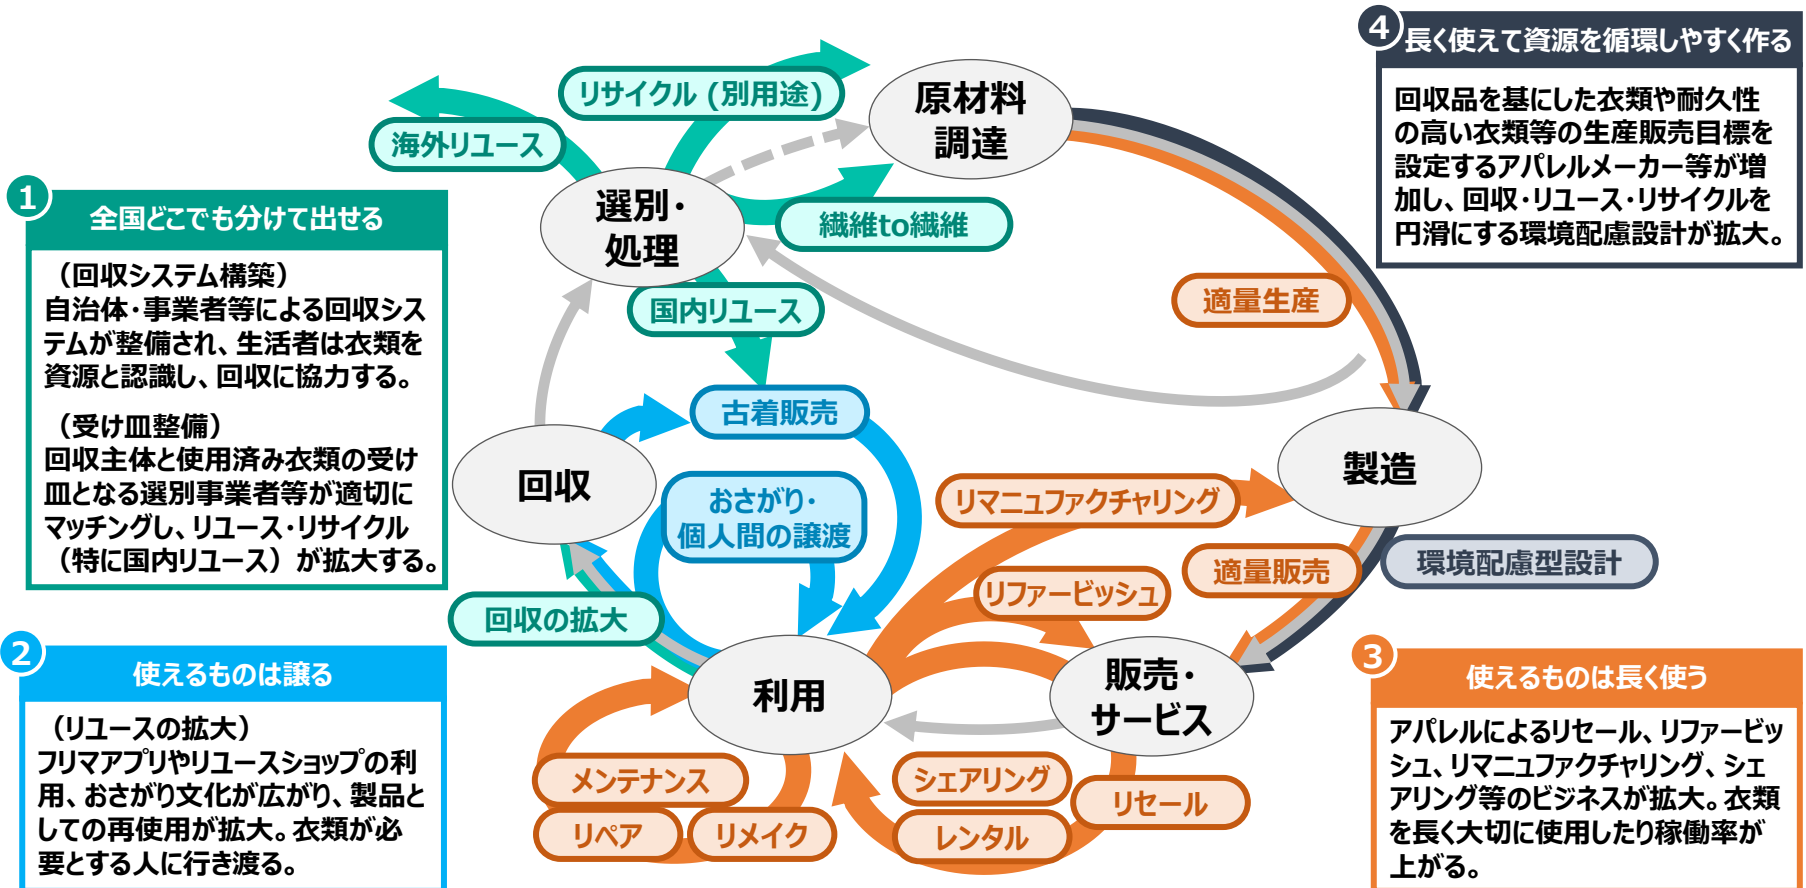 1
全国どこでも分けて出せる
（回収システム構築）
自治体・事業者等による回収シス
テムが整備され、生活者は衣類を
資源と認識し、回収に協力する。
（受け皿整備）
回収主体と使用済み衣類の受け
皿となる選別事業者等が適切に
マッチングし、リユース・リサイクル
（特に国内リユース）が拡大する。
2
使えるものは譲る
（リユースの拡大）
フリマアプリやリユースショップの利
用、おさがり文化が広がり、製品と
しての再使用が拡大。衣類が必
要とする人に行き渡る。
リサイクル (別用途)
海外リユース
原材料
調達
選別・
処理
繊維to繊維
国内リユース
適量生産
古着販売
回収
おさがり・
個人間の譲渡
リマニュファクチャリング
製造
適量販売
環境配慮型設計
リファービッシュ
回収の拡大
利用
販売・
サービス
メンテナンス
リペア
リメイク
シェアリング
レンタル
リセール
4
長く使えて資源を循環しやすく作る
回収品を基にした衣類や耐久性
の高い衣類等の生産販売目標を
設定するアパレルメーカー等が増
加し、回収・リユース・リサイクルを
円滑にする環境配慮設計が拡大。
3
使えるものは長く使う
アパレルによるリセール、リファービッ
シュ、リマニュファクチャリング、シェ
アリング等のビジネスが拡大。衣類
を長く大切に使用したり稼働率が
上がる。